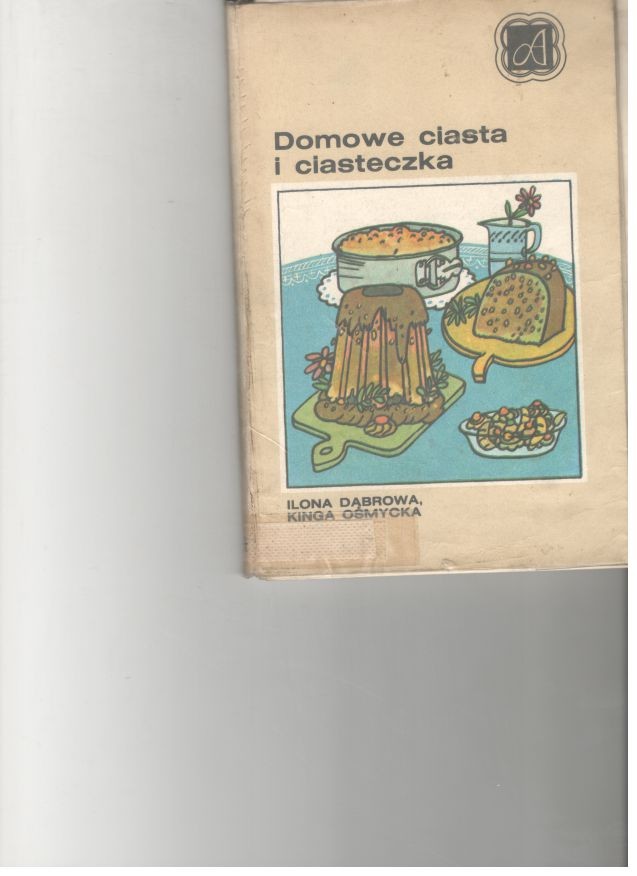 A
Domowe ciasta
i ciasteczka
ILONA DĄBROWA,
KINGA OŚMYCKA